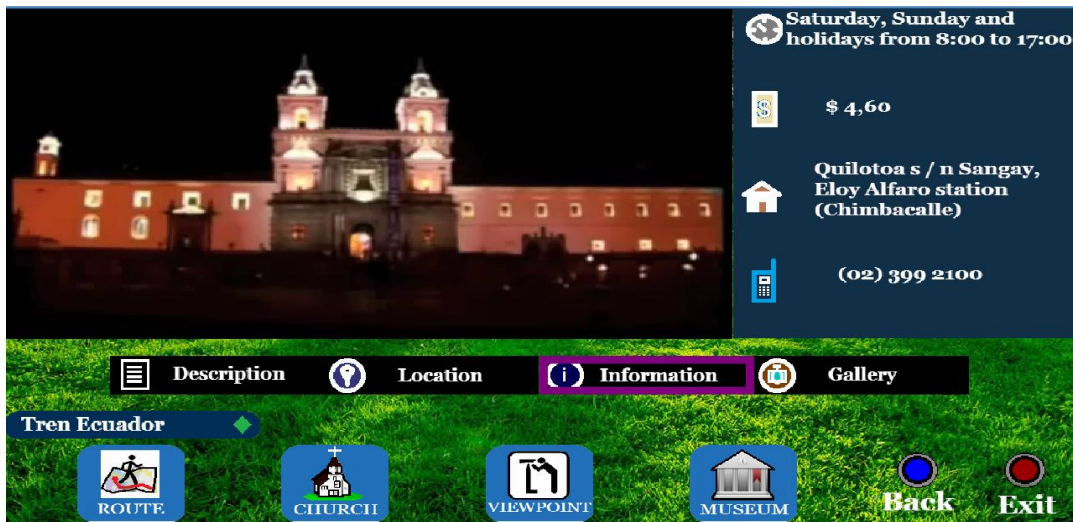 Saturday, Sunday and
holidays from 8:00 to 17:00
$ 4,60
Quilotoa s / n Sangay,
Eloy Alfaro station
(Chimbacalle)
(02) 399 2100
Description
Location
Information
Gallery
Tren Ecuador
ROUTE
CHURCH
VIEWPOINT
MUSEUM
Back
Exit